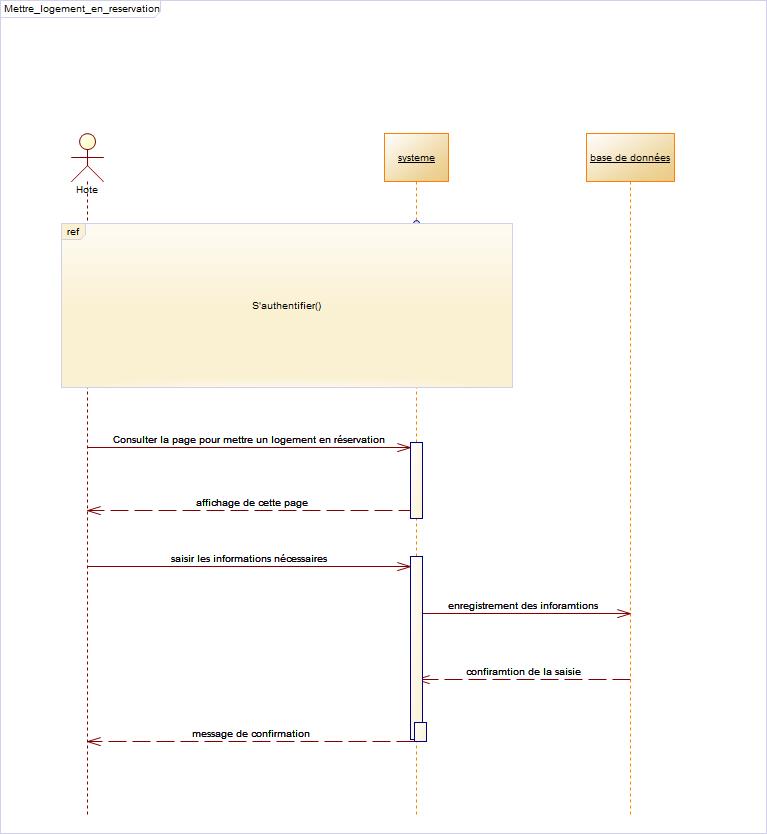 Mettre_logement_en_reservation
Hote
systeme
base de données
ref
S'authentifier()
Consulter la page pour mettre un logement en réservation
affichage de cette page
saisir les informations nécessaires
enregistrement des inforamtions
confiramtion de la saisie
message de confirmation